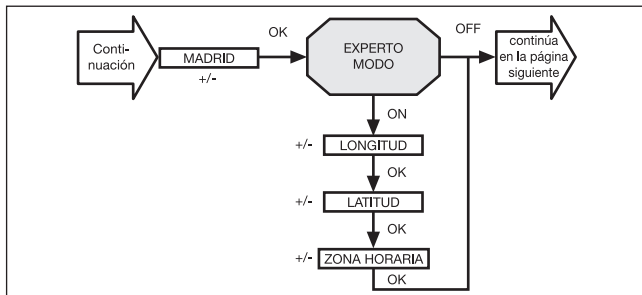 Conti-
nuación
MADRID
+/-
OK
EXPERTO
MODO
OFF
continúa
en la página
siguiente
ON
+/- LONGITUD
OK
+/- LATITUD
OK
+/- ZONA HORARIA
OK